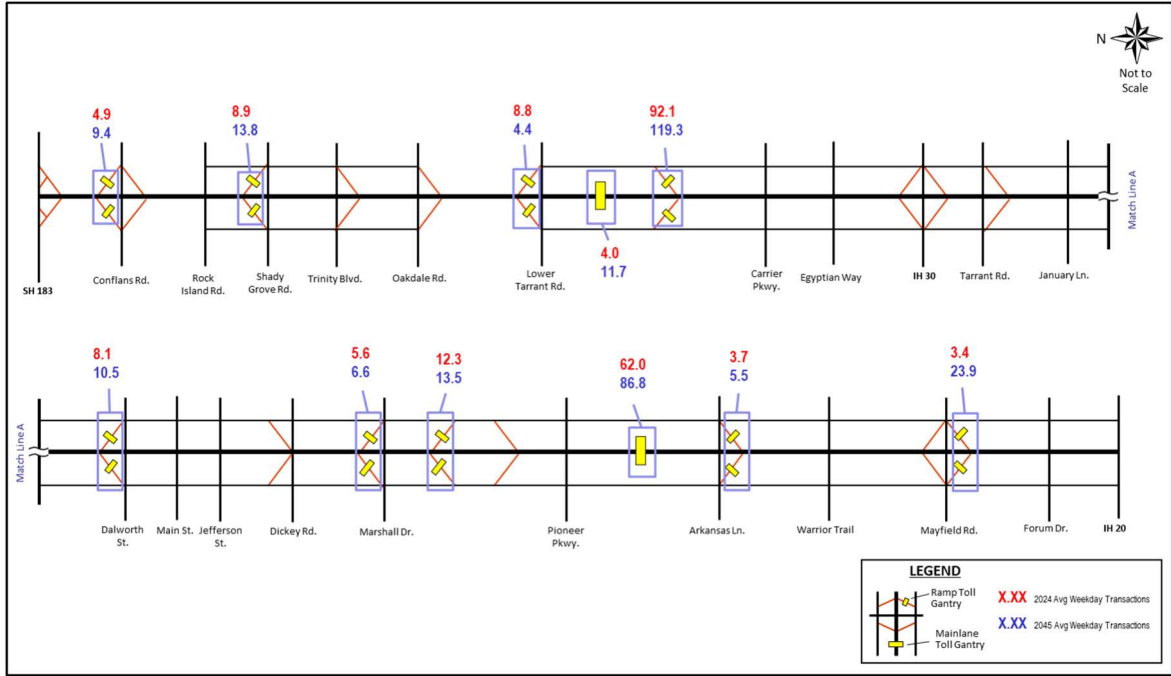 N
Not to
Scale
4.9
9.4
8.9
13.8
8.8
4.4
92.1
119.3
4.0
11.7
Match Line A
SH 183
Conflans Rd.
Rock
Island Rd.
Shady
Grove Rd.
Trinity Blvd.
Oakdale Rd.
Lower
Tarrant Rd.
Carrier
Pkwy.
Egyptian Way
IH 30
Tarrant Rd.
January Ln.
8.1
10.5
5.6
6.6
12.3
13.5
62.0
86.8
3.7
5.5
3.4
23.9
Match Line A
Dalworth
St.
Main St.
Jefferson
St.
Dickey Rd.
Marshall Dr.
Pioneer
Pkwy.
Arkansas Ln.
Warrior Trail
Mayfield Rd.
Forum Dr.
IH 20
LEGEND
Ramp Toll
Gantry
Mainlane
Toll Gantry
X.XX 2024 Avg Weekday Transactions
X.XX 2045 Avg Weekday Transactions